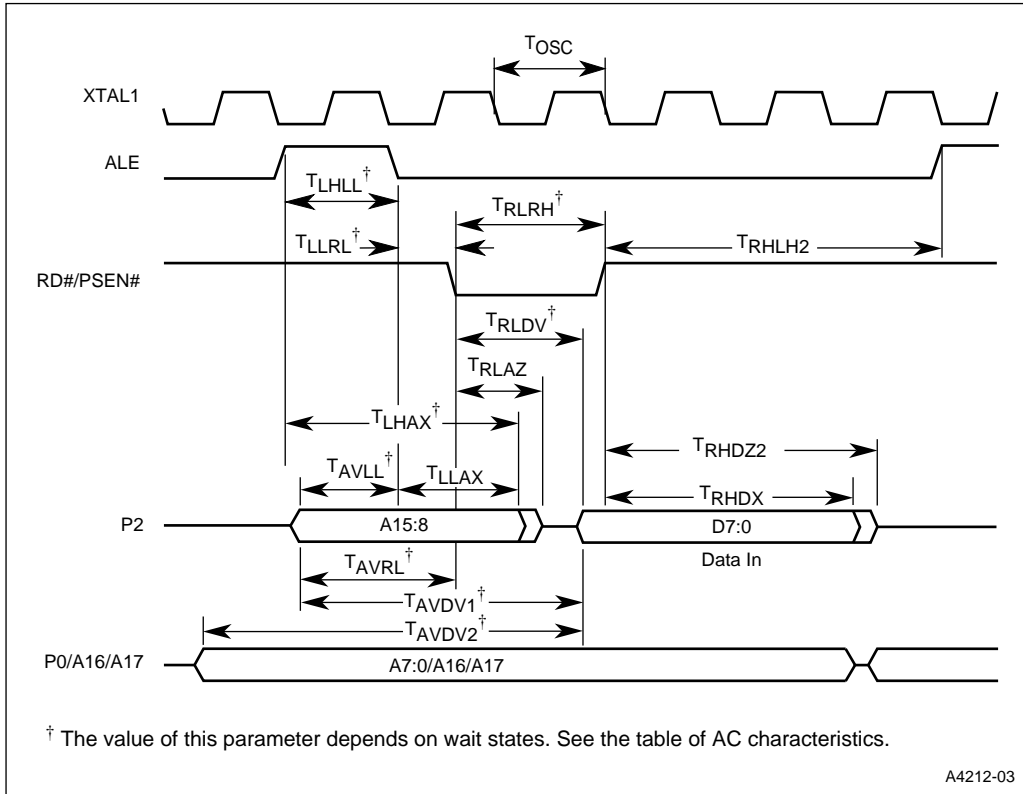 TOSC
XTAL1
ALE
TLHLL†
TRLRH†
TLLRL†
TRHLH2
RD#/PSEN#
TRLDV†
TRLAZ
TLHAX†
TRHDZ2
TAVLL†
TLLAX
TRHDX
P2
A15:8
D7:0
Data In
TAVRL†
TAVDV1†
TAVDV2†
P0/A16/A17
A7:0/A16/A17
† The value of this parameter depends on wait states. See the table of AC characteristics.
A4212-03